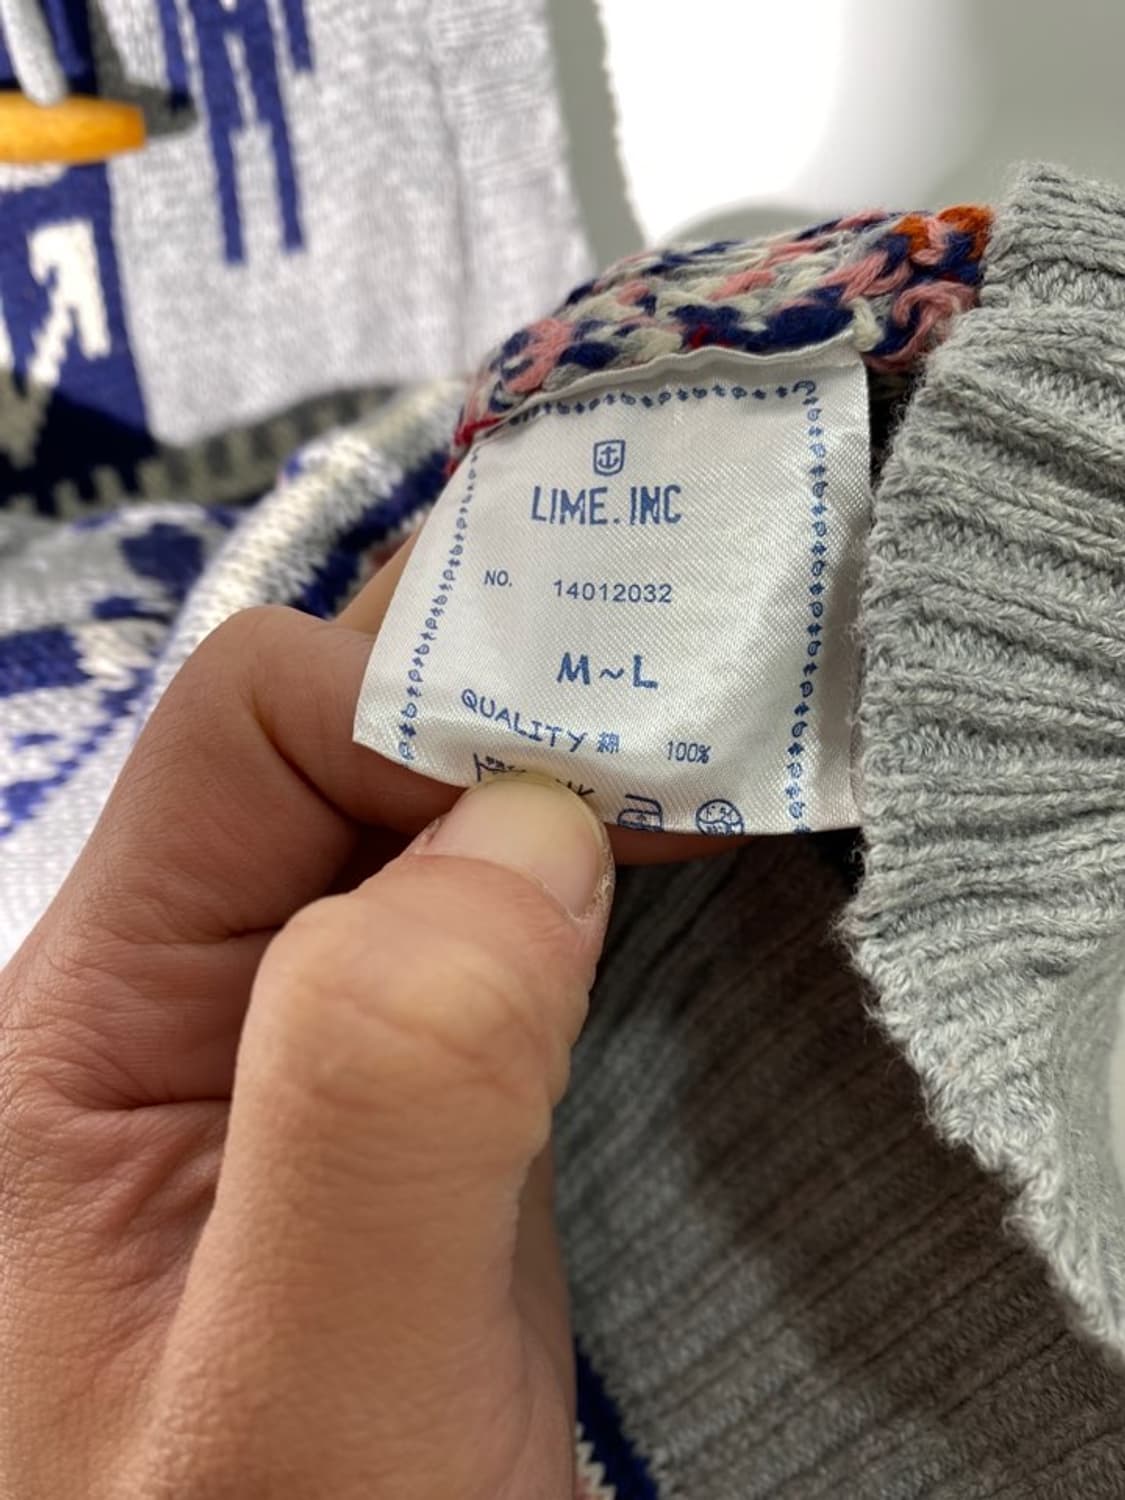 LIME.INC
NO. 14012032
M~L
QUALITY 綿 100%